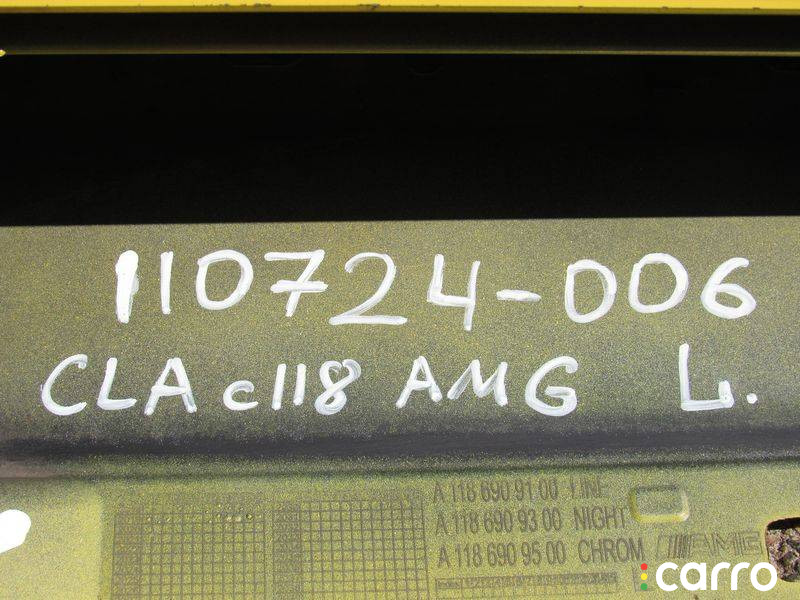 110724-006
CLA c118 AMG L.
A 118 690 91 00 LINE
A 118 690 93 00 NIGHT
A 118 690 95 00 CHROM AMG
carro